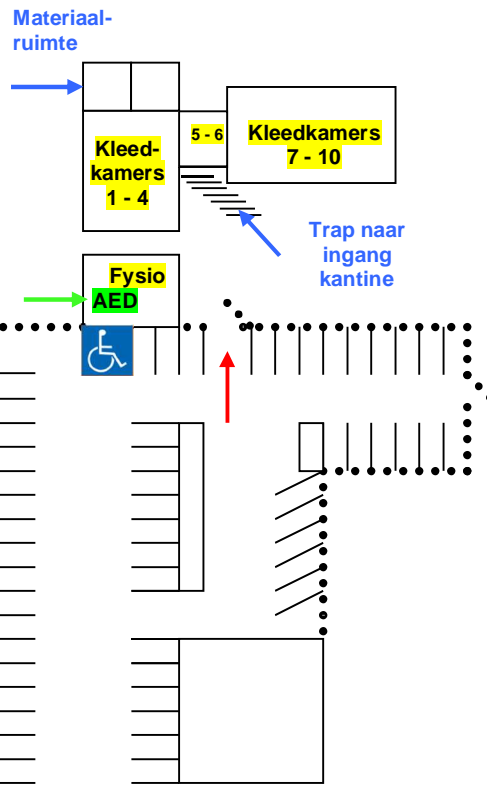 Materiaal-
ruimte
5 - 6
Kleed-
kamers
1 - 4
Kleedkamers
7 - 10
Trap naar
ingang
kantine
Fysio
AED